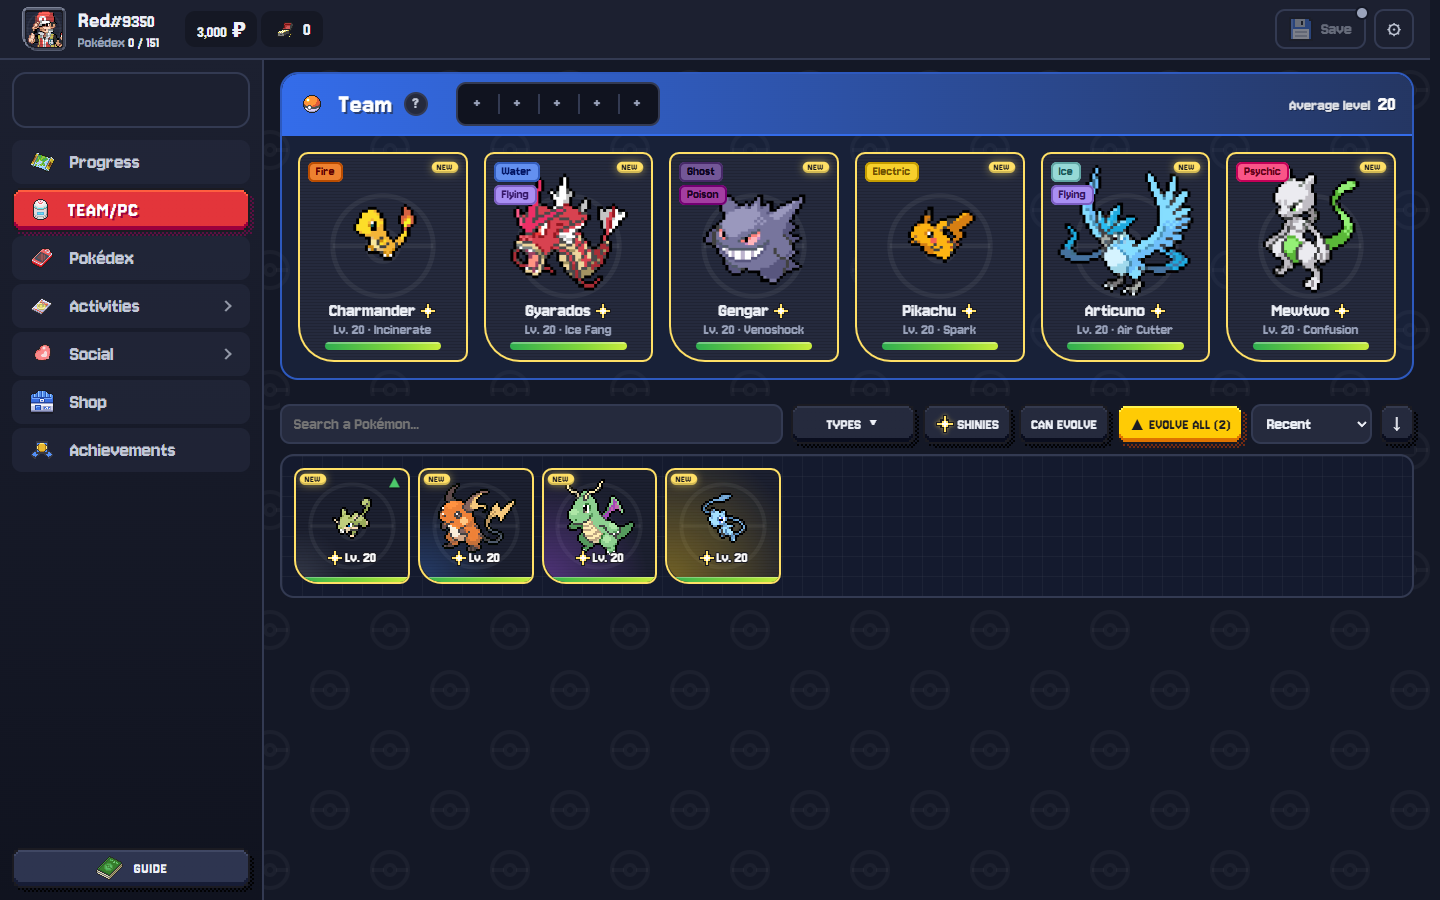 Red#9350
Pokédex 0 / 151
3,000 ₽
0
Save
Progress
TEAM/PC
Pokédex
Activities
Social
Shop
Achievements
GUIDE
Team ?
+ + + + +
Average level 20
Fire NEW
Charmander
Lv. 20 · Incinerate
Water NEW
Flying
Gyarados
Lv. 20 · Ice Fang
Ghost NEW
Poison
Gengar
Lv. 20 · Venoshock
Electric NEW
Pikachu
Lv. 20 · Spark
Ice NEW
Flying
Articuno
Lv. 20 · Air Cutter
Psychic NEW
Mewtwo
Lv. 20 · Confusion
Search a Pokémon...
TYPES ▼
SHINIES
CAN EVOLVE
▲ EVOLVE ALL (2)
Recent
↓
NEW ▲
Lv. 20
NEW
Lv. 20
NEW
Lv. 20
NEW
Lv. 20